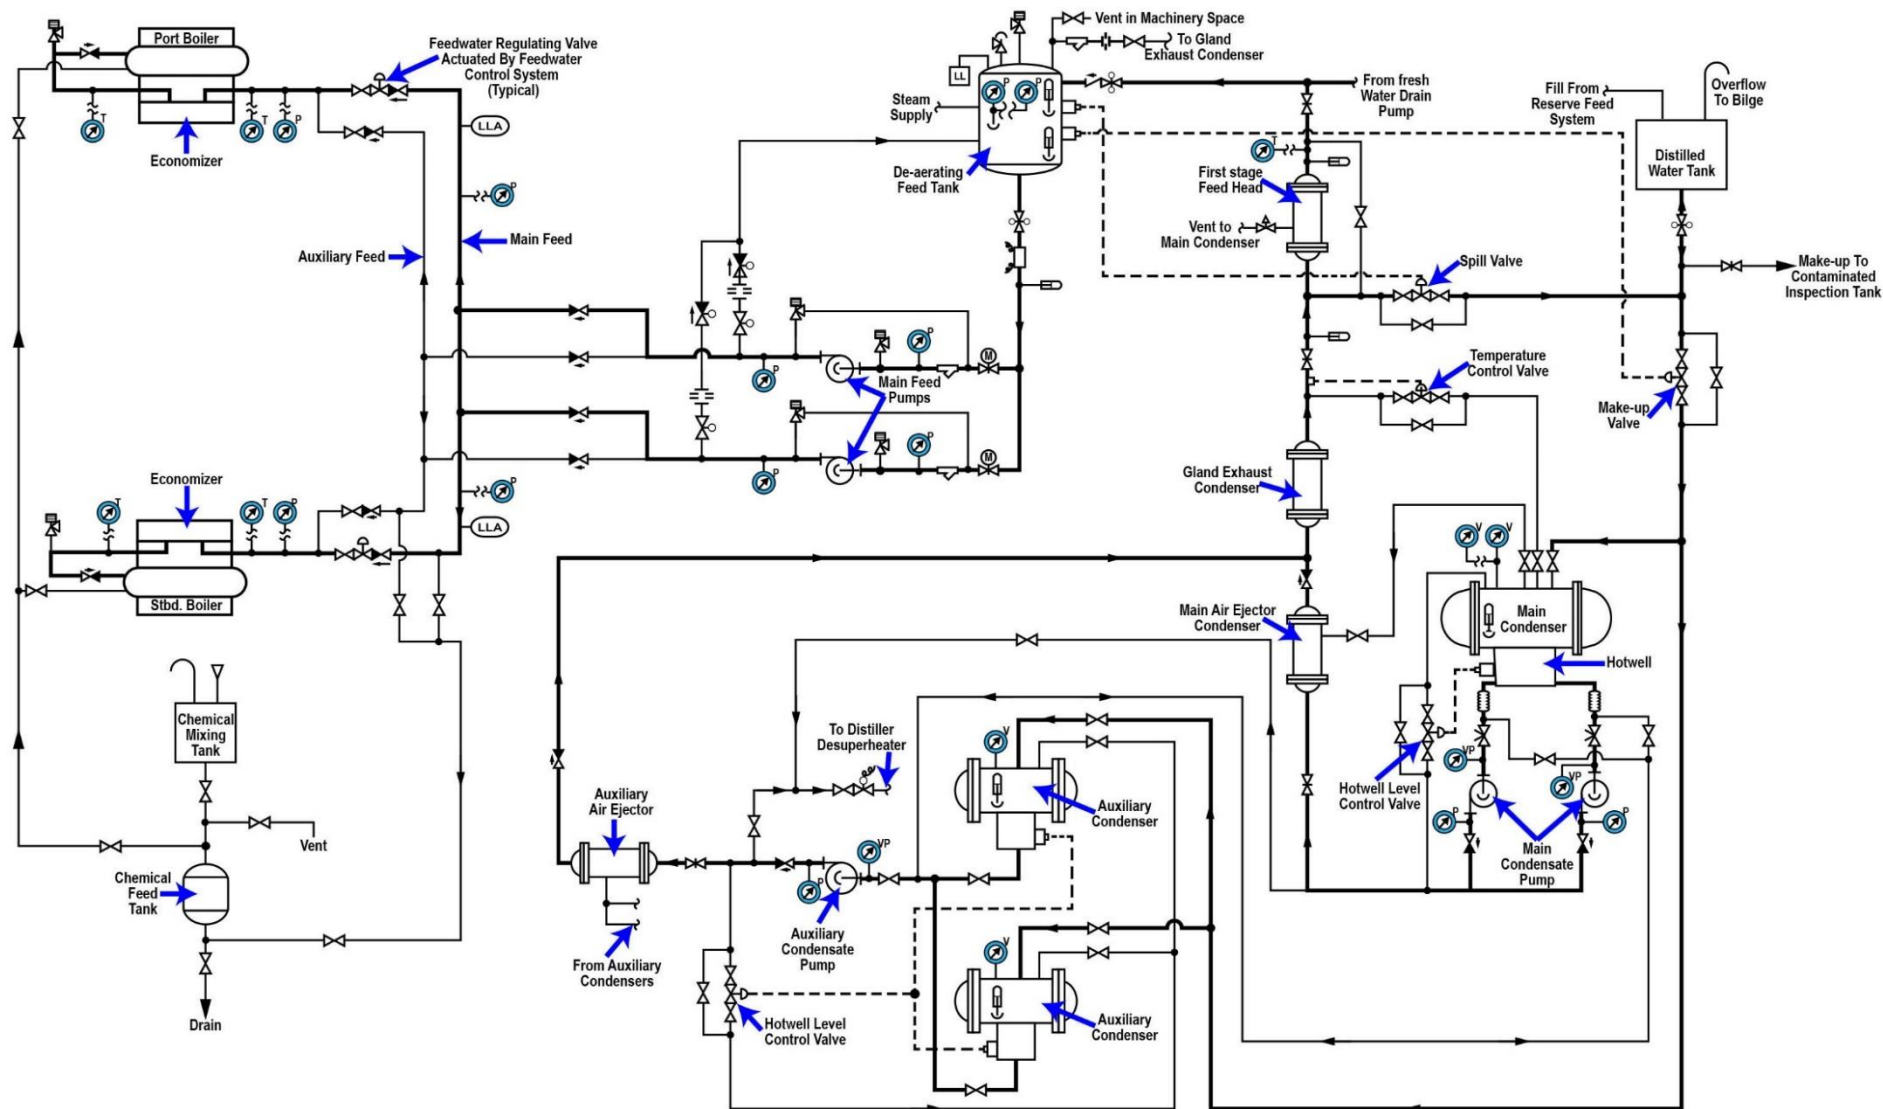 Port Boiler
Feedwater Regulating Valve
Actuated By Feedwater
Control System
(Typical)
Vent in Machinery Space
To Gland
Exhaust Condenser
LL
P
P
Steam
Supply
From fresh
Water Drain
Pump
Fill From
Reserve Feed
System
Overflow
To Bilge
Distilled
Water Tank
T
T
P
LLA
Economizer
De-aerating
Feed Tank
T
First stage
Feed Head
P
Main Feed
Auxiliary Feed
Vent to
Main Condenser
Spill Valve
Make-up To
Contaminated
Inspection Tank
P
P
M
Main Feed
Pumps
Temperature
Control Valve
Make-up
Valve
P
P
M
Gland Exhaust
Condenser
Economizer
T
T
P
P
LLA
Stbd. Boiler
V
V
Main
Condenser
Main Air Ejector
Condenser
Hotwell
Chemical
Mixing
Tank
To Distiller
Desuperheater
V
VP
VP
Hotwell Level
Control Valve
Auxiliary
Air Ejector
Auxiliary
Condenser
P
P
Vent
VP
P
Main
Condensate
Pump
Chemical
Feed
Tank
Auxiliary
Condensate
Pump
V
From Auxiliary
Condensers
Drain
Hotwell Level
Control Valve
Auxiliary
Condenser